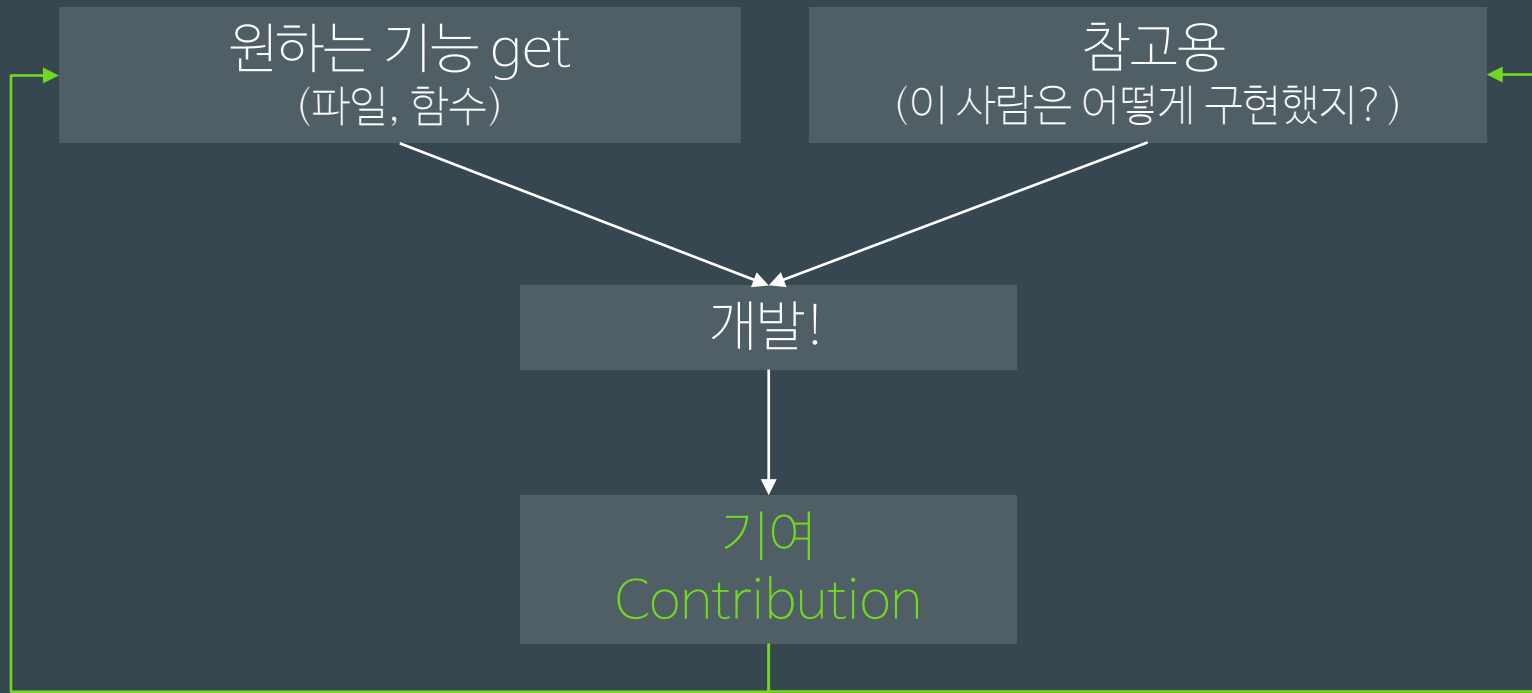 원하는 기능 get
(파일, 함수)
참고용
(이 사람은 어떻게 구현했지? )
개발!
기여
Contribution